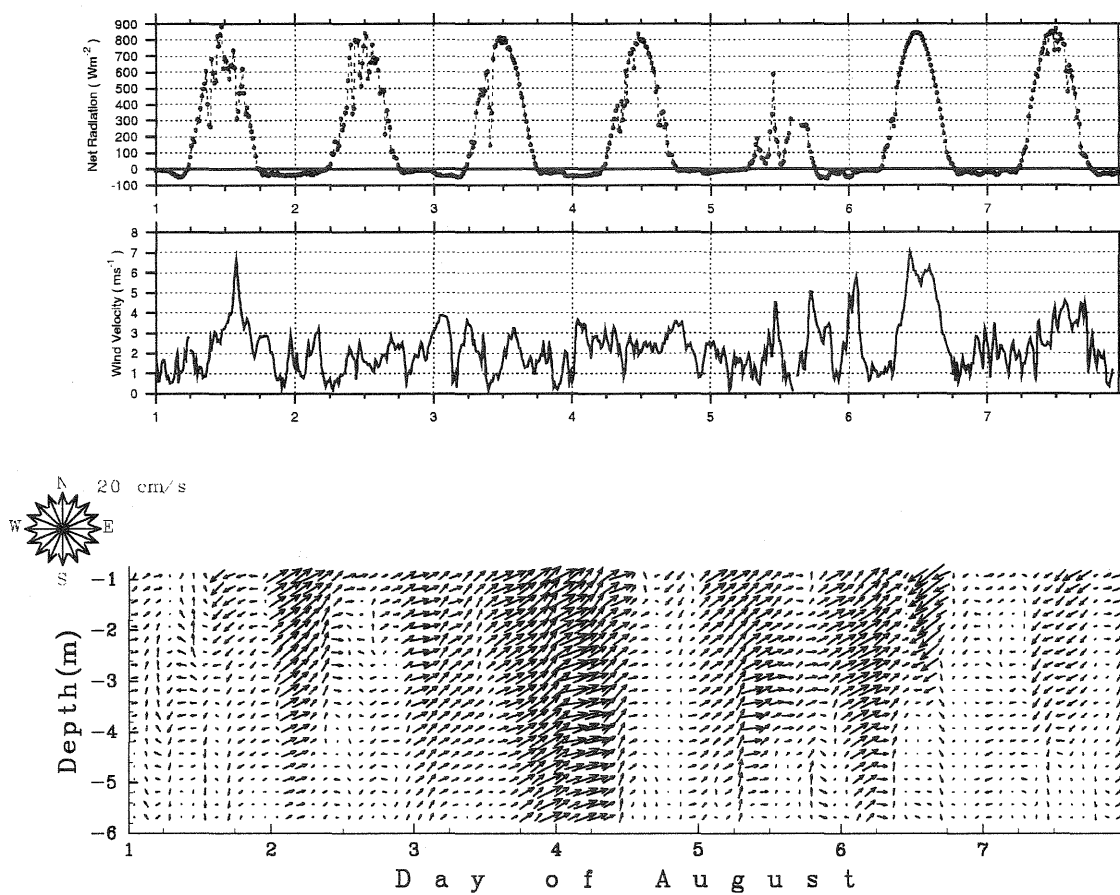 Net Radiation ( Wm-2 )
900
800
700
600
500
400
300
200
100
0
-100
1 2 3 4 5 6 7
Wind Velocity ( ms-1 )
8
7
6
5
4
3
2
1
0
1 2 3 4 5 6 7
N 20 cm/s
W E
S
Depth(m)
-1
-2
-3
-4
-5
-6
1 2 3 4 5 6 7
Day of August